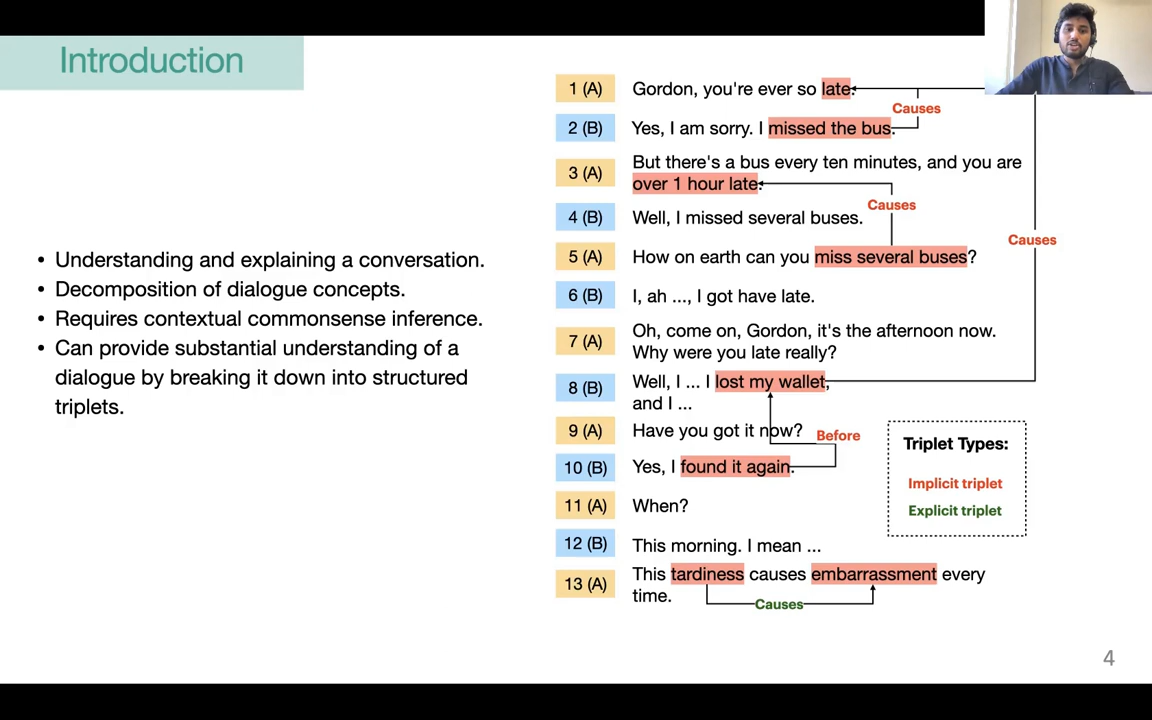 Introduction
• Understanding and explaining a conversation.
• Decomposition of dialogue concepts.
• Requires contextual commonsense inference.
• Can provide substantial understanding of a
dialogue by breaking it down into structured
triplets.
1 (A) Gordon, you're ever so late.
Causes
2 (B) Yes, I am sorry. I missed the bus.
3 (A) But there's a bus every ten minutes, and you are
over 1 hour late.
Causes
4 (B) Well, I missed several buses.
Causes
5 (A) How on earth can you miss several buses?
6 (B) I, ah ..., I got have late.
7 (A) Oh, come on, Gordon, it's the afternoon now.
Why were you late really?
8 (B) Well, I ... I lost my wallet,
and I ...
9 (A) Have you got it now?
Before
10 (B) Yes, I found it again.
11 (A) When?
12 (B) This morning. I mean ...
13 (A) This tardiness causes embarrassment every
time.
Causes
Triplet Types:
Implicit triplet
Explicit triplet
4